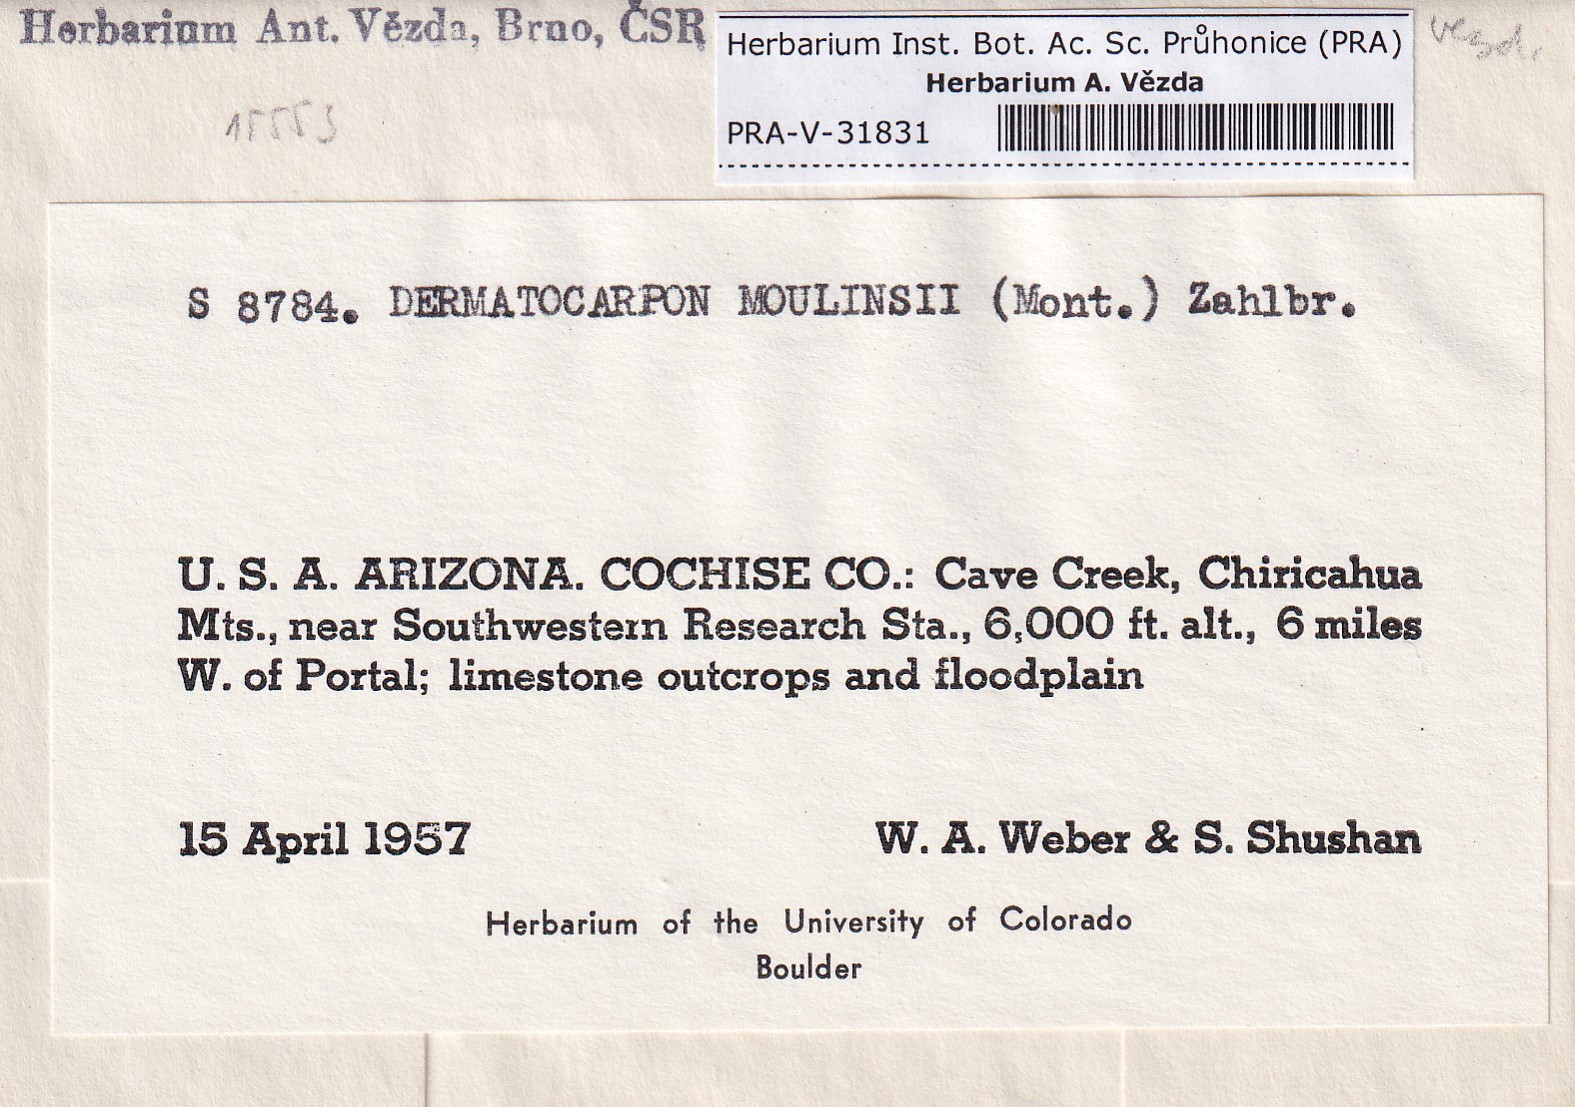 Herbarium Ant. Vězda, Brno, ČSR
Herbarium Inst. Bot. Ac. Sc. Průhonice (PRA)
Herbarium A. Vězda
PRA-V-31831
15553
S 8784. DERMATOCARPON MOULINSII (Mont.) Zahlbr.
U. S. A. ARIZONA. COCHISE CO.: Cave Creek, Chiricahua
Mts., near Southwestern Research Sta., 6,000 ft. alt., 6 miles
W. of Portal; limestone outcrops and floodplain
15 April 1957
W. A. Weber & S. Shushan
Herbarium of the University of Colorado
Boulder